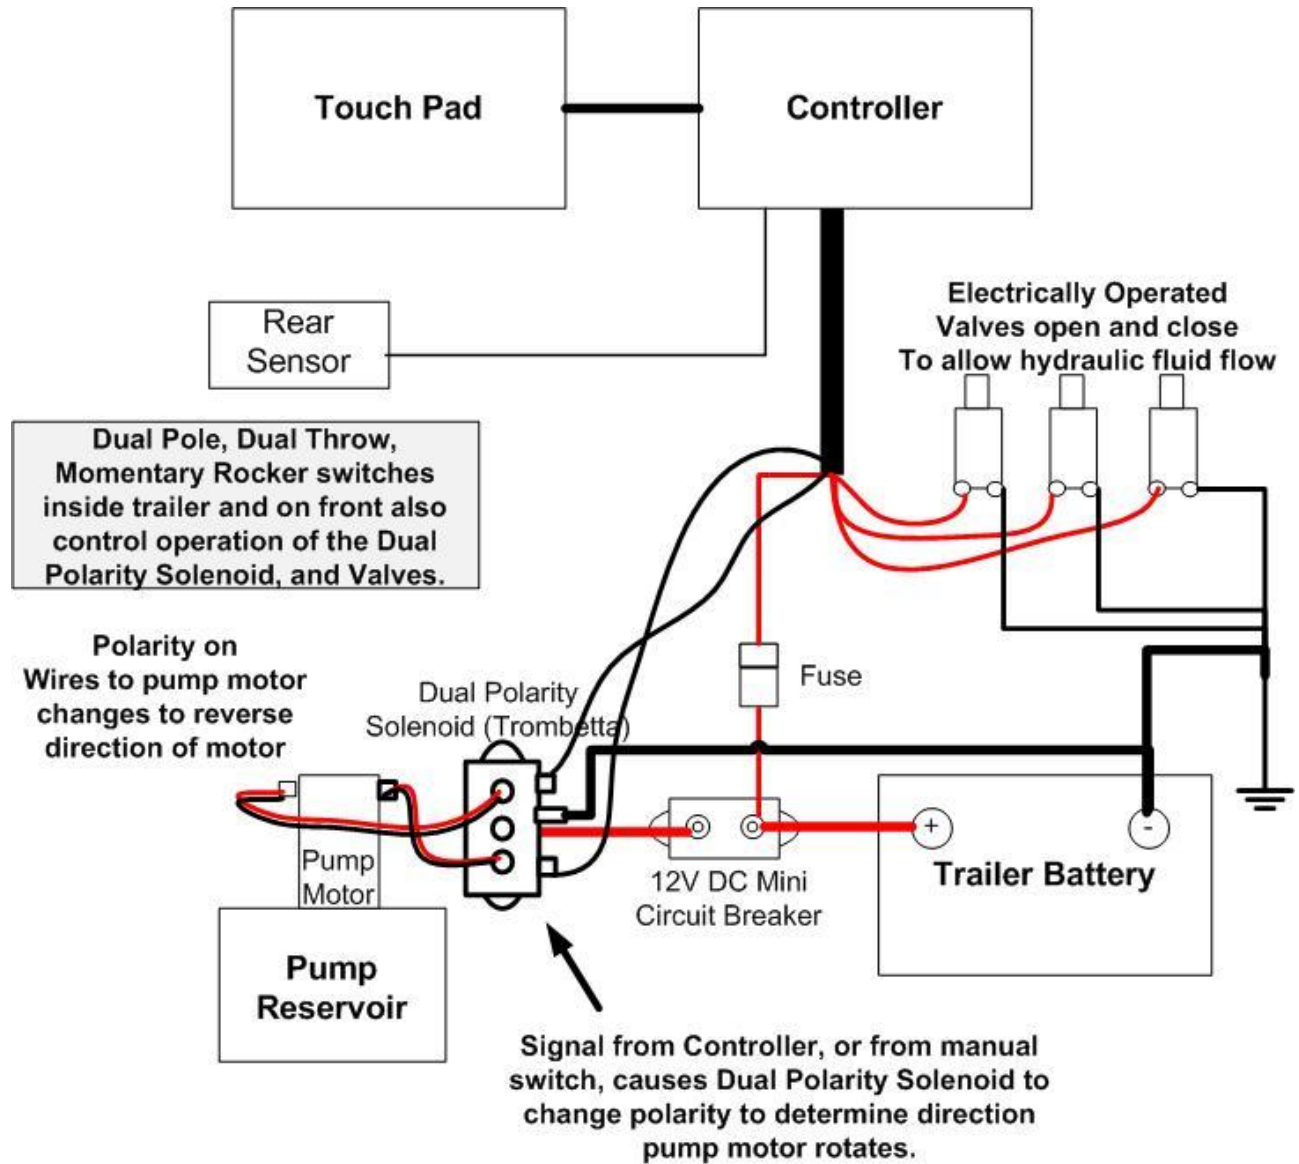 Touch Pad
Controller
Rear
Sensor
Electrically Operated
Valves open and close
To allow hydraulic fluid flow
Dual Pole, Dual Throw,
Momentary Rocker switches
inside trailer and on front also
control operation of the Dual
Polarity Solenoid, and Valves.
Polarity on
Wires to pump motor
changes to reverse
direction of motor
Dual Polarity
Solenoid (Trombetta)
Fuse
Pump
Motor
12V DC Mini
Circuit Breaker
+
-
Trailer Battery
Pump
Reservoir
Signal from Controller, or from manual
switch, causes Dual Polarity Solenoid to
change polarity to determine direction
pump motor rotates.